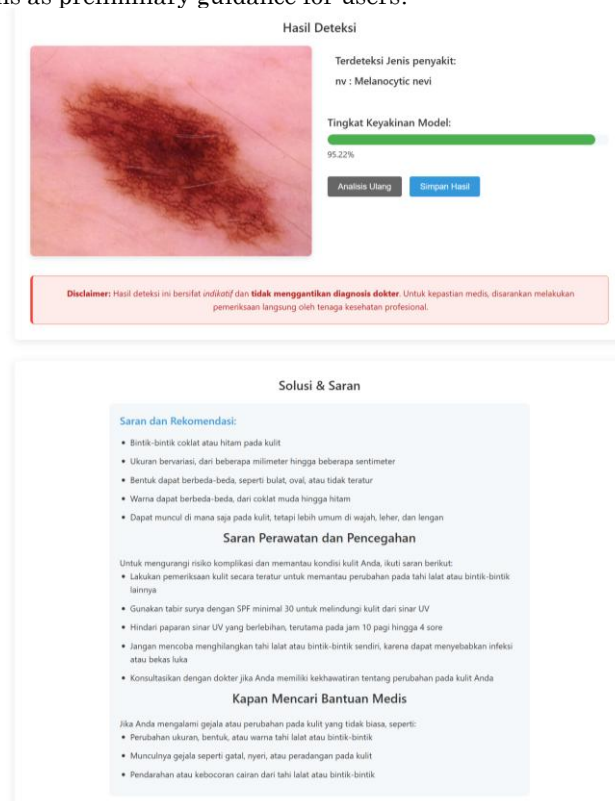 ns as preliminary guidance for users.
Hasil Deteksi
Terdeteksi Jenis penyakit:
nv : Melanocytic nevi
Tingkat Keyakinan Model:
95.22%
Analisis Ulang
Simpan Hasil
Disclaimer: Hasil deteksi ini bersifat indikatif dan tidak menggantikan diagnosis dokter. Untuk kepastian medis, disarankan melakukan
pemeriksaan langsung oleh tenaga kesehatan profesional.
Solusi & Saran
Saran dan Rekomendasi:
• Bintik-bintik coklat atau hitam pada kulit
• Ukuran bervariasi, dari beberapa milimeter hingga beberapa sentimeter
• Bentuk dapat berbeda-beda, seperti bulat, oval, atau tidak teratur
• Warna dapat berbeda-beda, dari coklat muda hingga hitam
• Dapat muncul di mana saja pada kulit, tetapi lebih umum di wajah, leher, dan lengan
Saran Perawatan dan Pencegahan
Untuk mengurangi risiko komplikasi dan memantau kondisi kulit Anda, ikuti saran berikut:
• Lakukan pemeriksaan kulit secara teratur untuk memantau perubahan pada tahi lalat atau bintik-bintik
lainnya
• Gunakan tabir surya dengan SPF minimal 30 untuk melindungi kulit dari sinar UV
• Hindari paparan sinar UV yang berlebihan, terutama pada jam 10 pagi hingga 4 sore
• Jangan mencoba menghilangkan tahi lalat atau bintik-bintik sendiri, karena dapat menyebabkan infeksi
atau bekas luka
• Konsultasikan dengan dokter jika Anda memiliki kekhawatiran tentang perubahan pada kulit Anda
Kapan Mencari Bantuan Medis
Jika Anda mengalami gejala atau perubahan pada kulit yang tidak biasa, seperti:
• Perubahan ukuran, bentuk, atau warna tahi lalat atau bintik-bintik
• Munculnya gejala seperti gatal, nyeri, atau peradangan pada kulit
• Pendarahan atau kebocoran cairan dari tahi lalat atau bintik-bintik